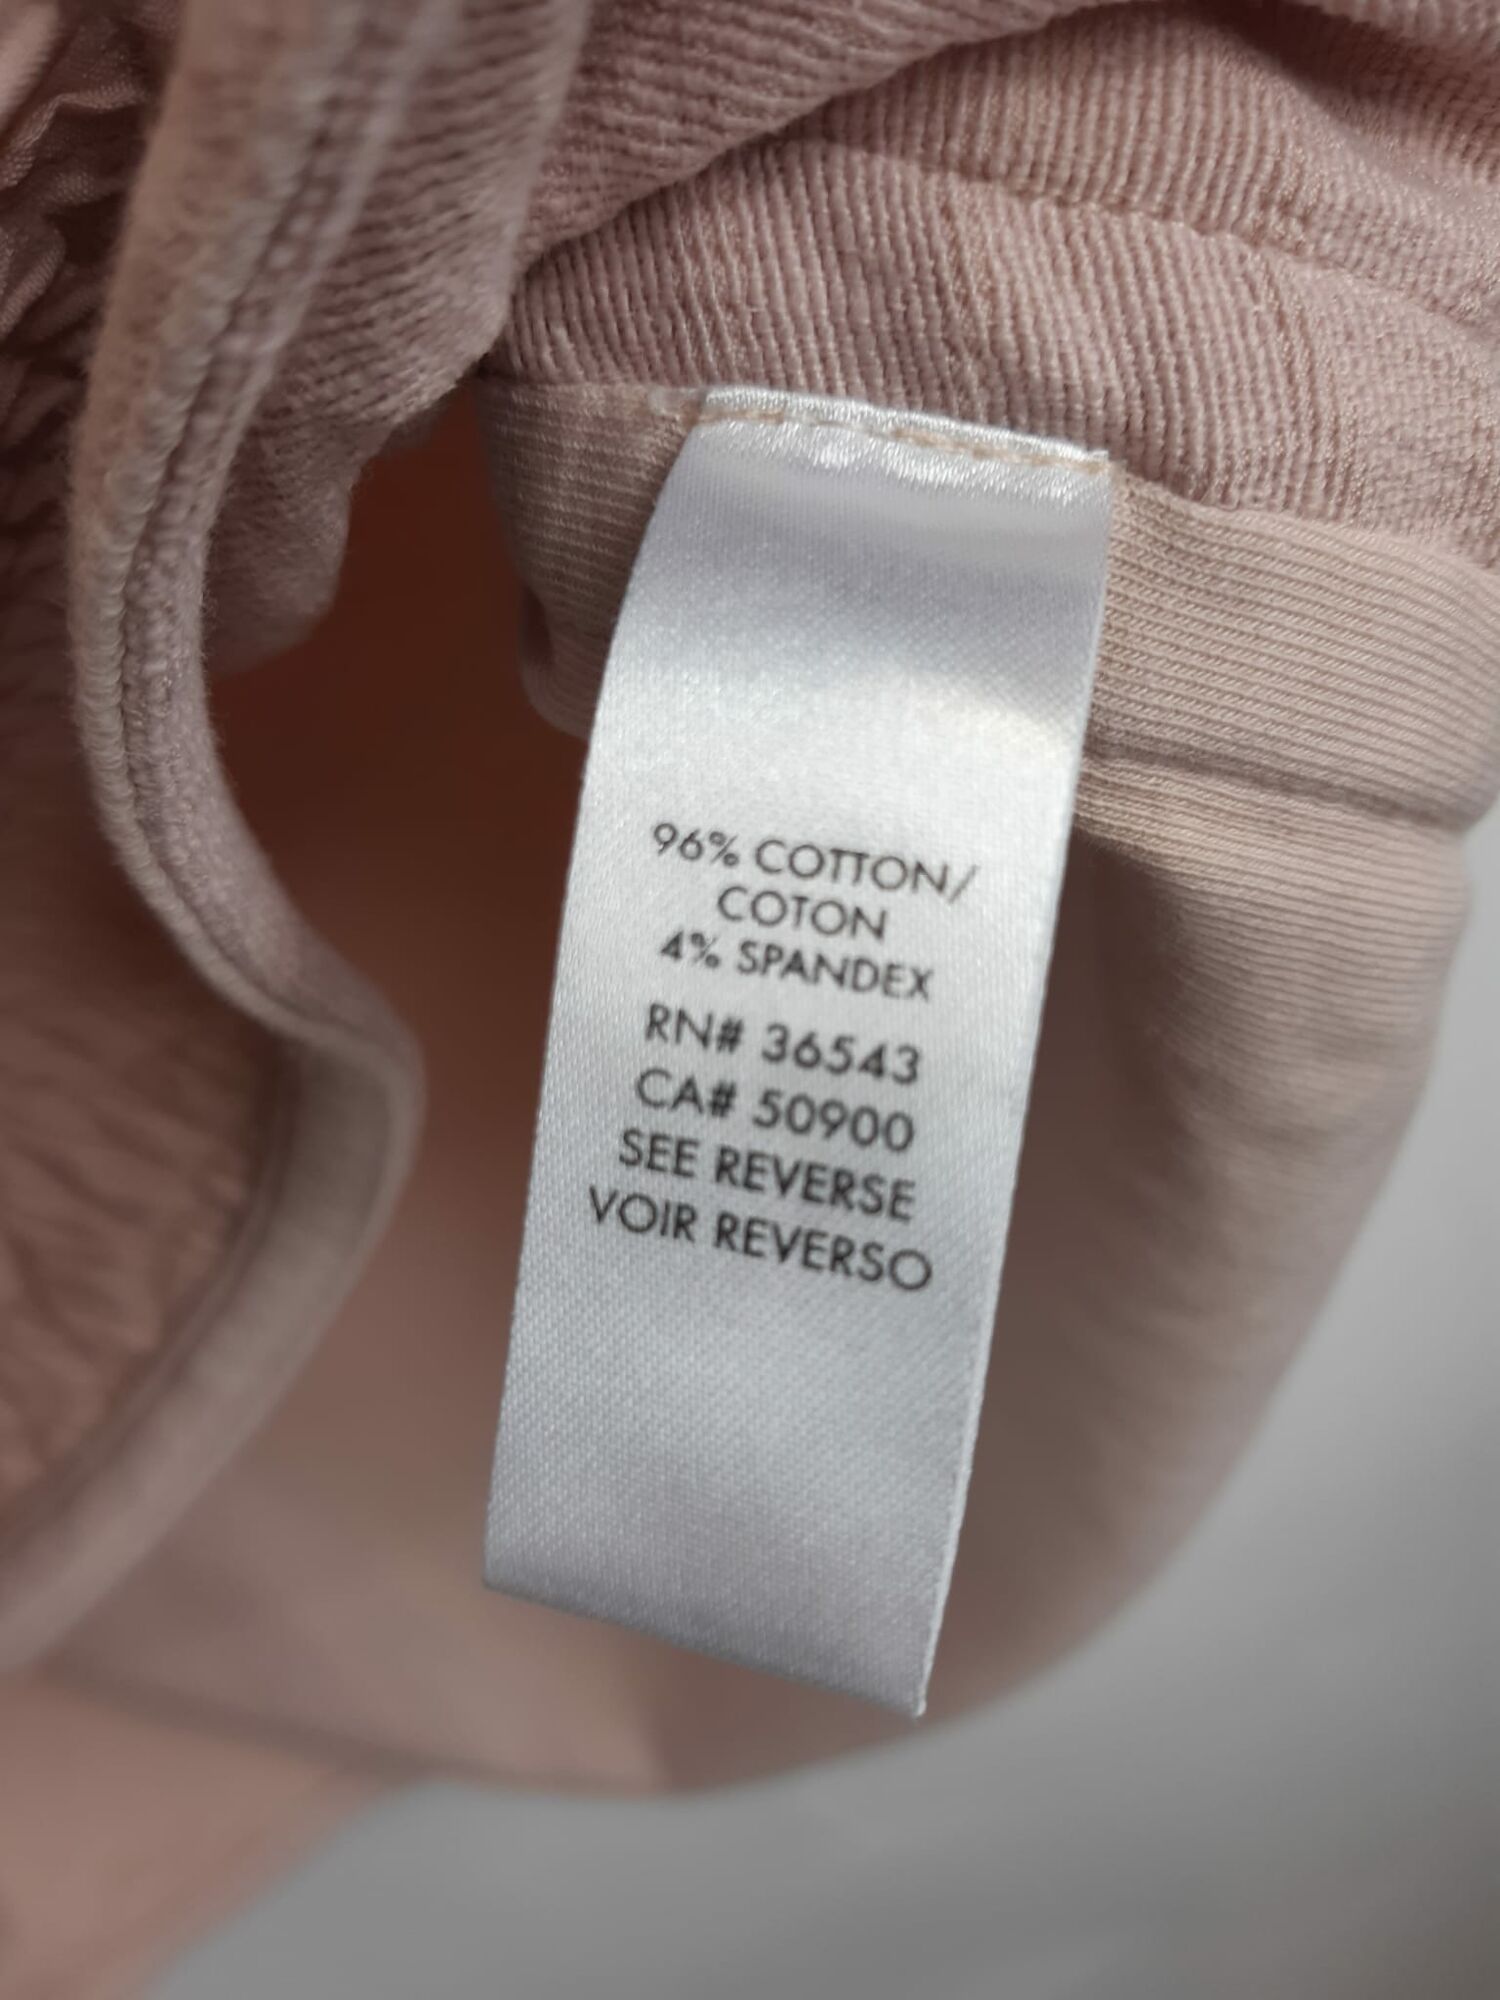 96% COTTON/
COTON
4% SPANDEX
RN# 36543
CA# 50900
SEE REVERSE
VOIR REVERSO